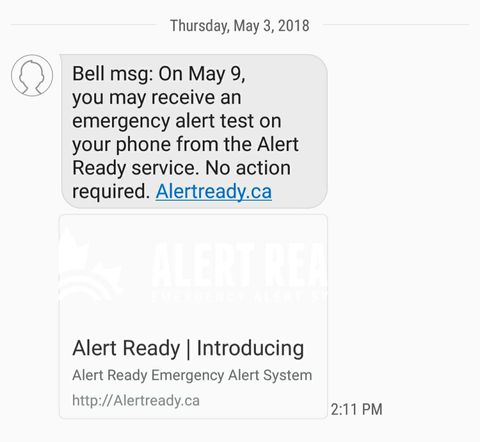 Thursday, May 3, 2018
Bell msg: On May 9,
you may receive an
emergency alert test on
your phone from the Alert
Ready service. No action
required. Alertready.ca
ALERT REA
EMERGENCY ALERT S
Alert Ready | Introducing
Alert Ready Emergency Alert System
http://Alertready.ca
2:11 PM